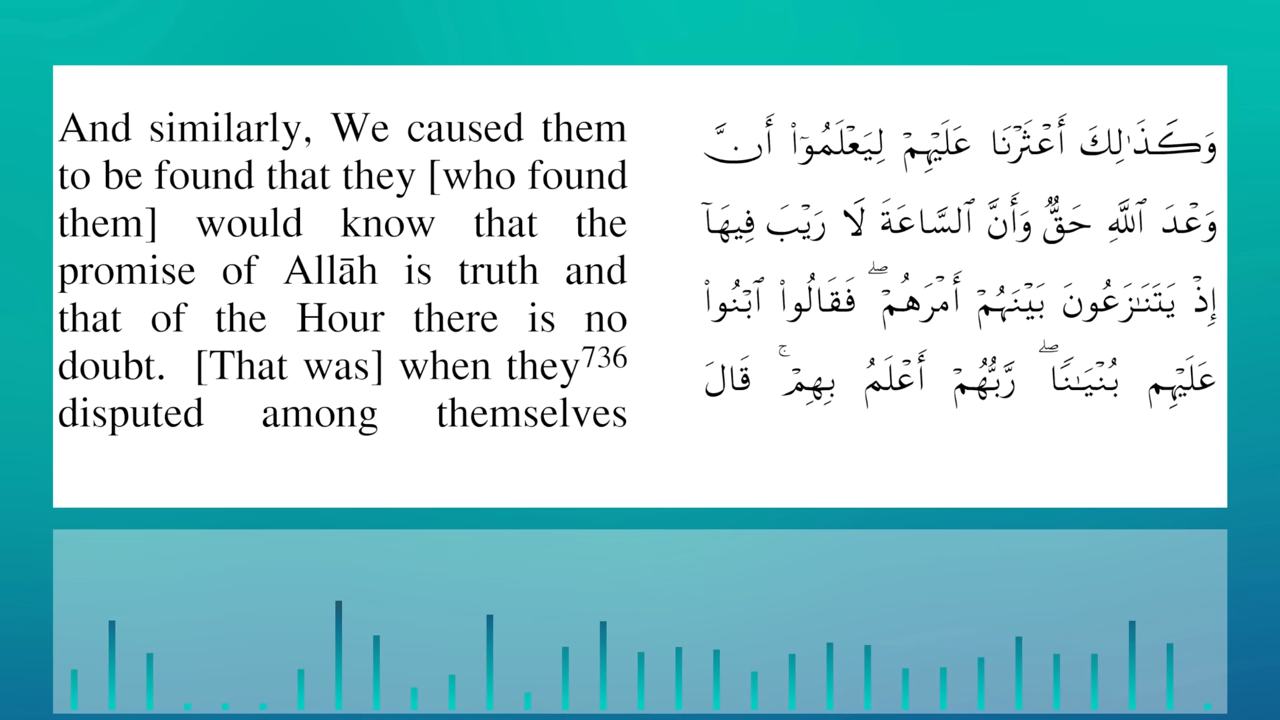 And similarly, We caused them
to be found that they [who found
them] would know that the
promise of Allāh is truth and
that of the Hour there is no
doubt. [That was] when they⁷³⁶
disputed among themselves
وَكَذَٰلِكَ أَعْثَرْنَا عَلَيْهِمْ لِيَعْلَمُوٓا۟ أَنَّ
وَعْدَ ٱللَّهِ حَقٌّ وَأَنَّ ٱلسَّاعَةَ لَا رَيْبَ فِيهَآ
إِذْ يَتَنَٰزَعُونَ بَيْنَهُمْ أَمْرَهُمْ ۖ فَقَالُوا۟ ٱبْنُوا۟
عَلَيْهِم بُنْيَٰنًا ۖ رَّبُّهُمْ أَعْلَمُ بِهِمْ ۚ قَالَ